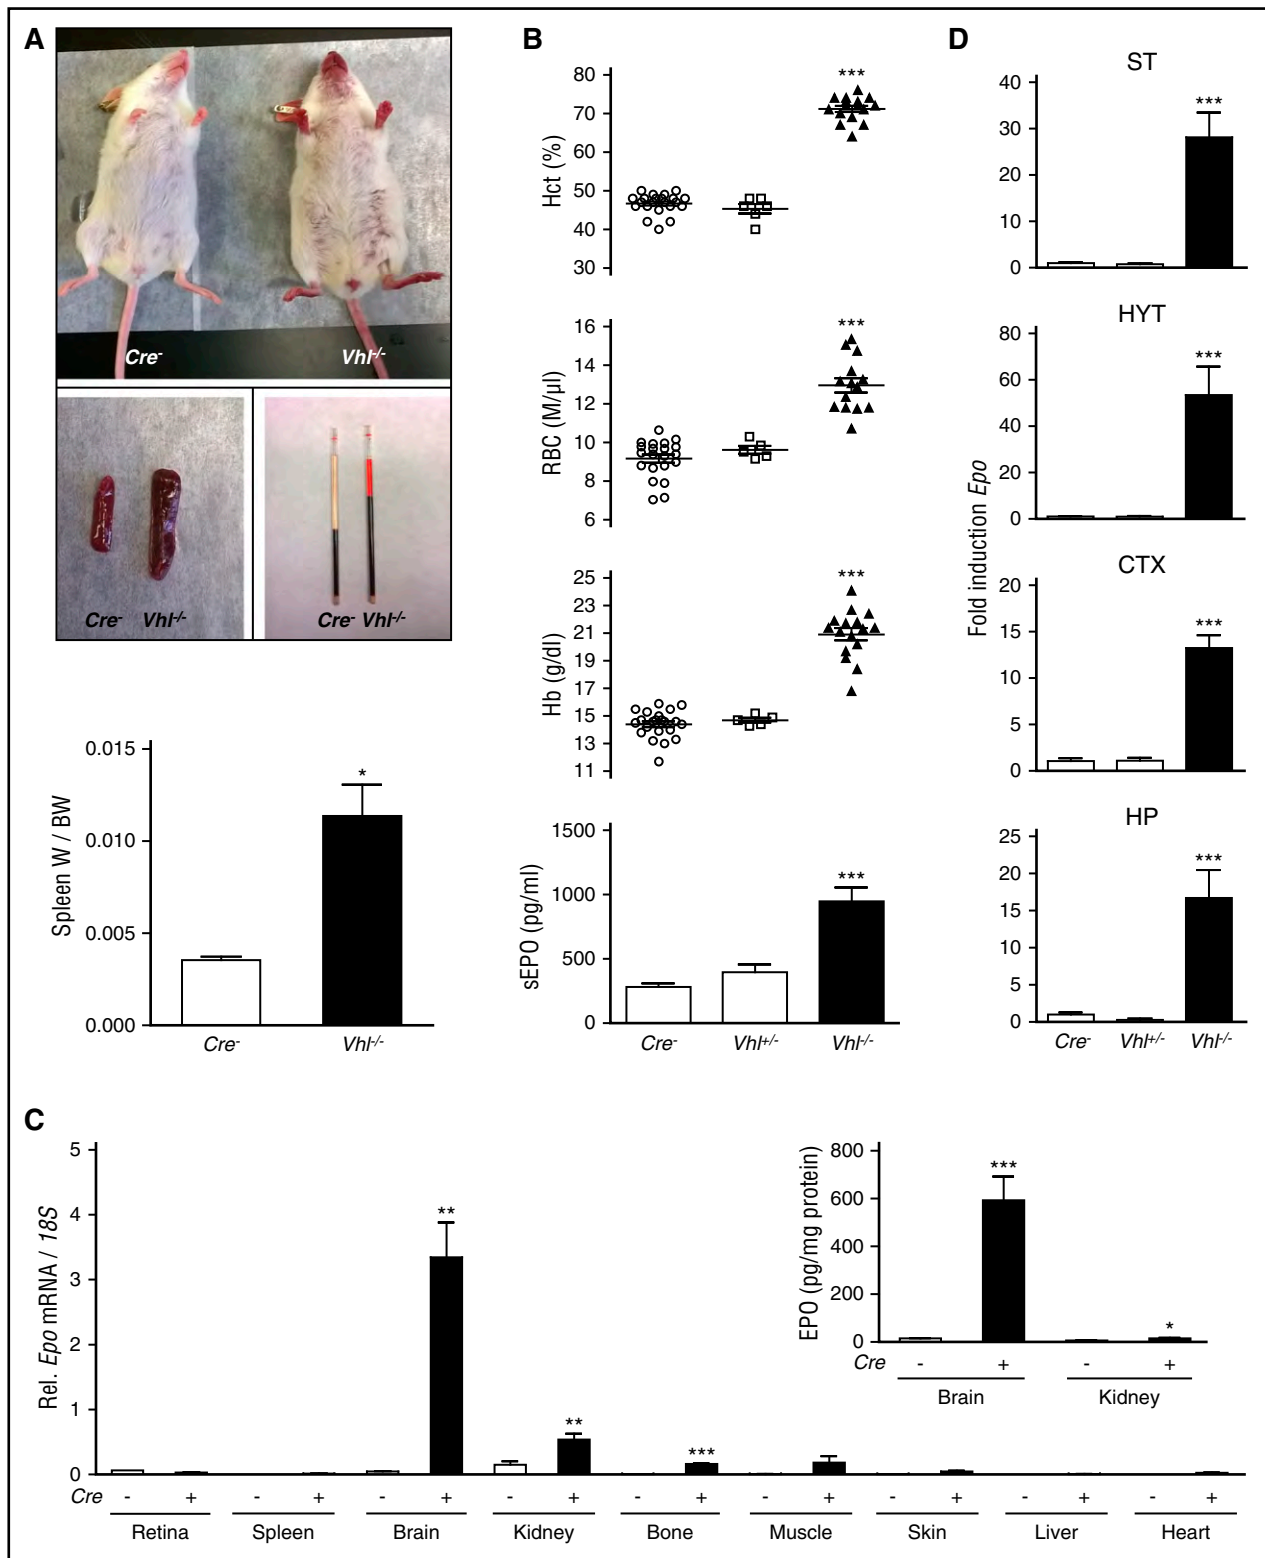 A
Cre-
Vhl-/-
Cre- Vhl-/-
Cre- Vhl-/-
0.015
0.010
0.005
0.000
Spleen W / BW
*
Cre-
Vhl-/-
B
80
70
60
50
40
30
Hct (%)
***
16
14
12
10
8
6
RBC (M/µl)
***
25
23
21
19
17
15
13
11
Hb (g/dl)
***
1500
1000
500
0
sEPO (pg/ml)
***
Cre-
Vhl+/-
Vhl-/-
D
ST
40
30
20
10
0
***
HYT
80
60
40
20
0
***
Fold induction Epo
CTX
20
15
10
5
0
***
HP
25
20
15
10
5
0
***
Cre-
Vhl+/-
Vhl-/-
C
5
4
3
2
1
0
Rel. Epo mRNA / 18S
**
**
***
Cre - + - + - + - + - + - + - + - + - +
Retina Spleen Brain Kidney Bone Muscle Skin Liver Heart
800
600
400
200
0
EPO (pg/mg protein)
***
*
Cre - + - +
Brain Kidney